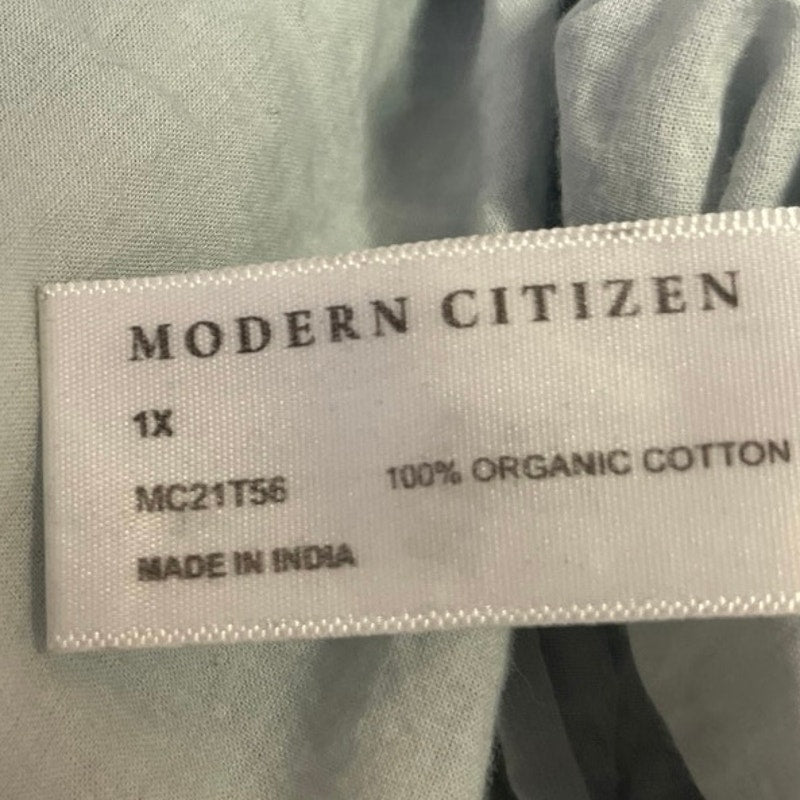 MODERN CITIZEN
1X
MC21T56
100% ORGANIC COTTON
MADE IN INDIA